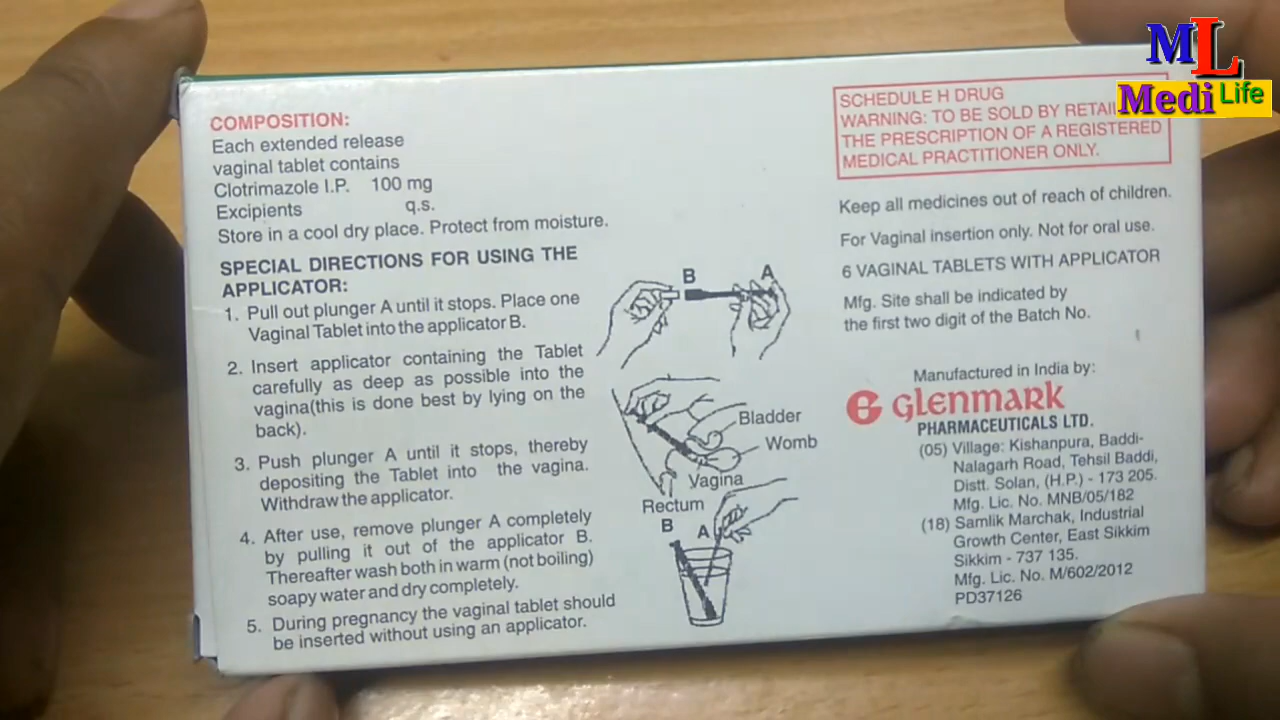 ML
Medi Life
COMPOSITION:
Each extended release
vaginal tablet contains
Clotrimazole I.P. 100 mg
Excipients q.s.
Store in a cool dry place. Protect from moisture.
SPECIAL DIRECTIONS FOR USING THE
APPLICATOR:
1. Pull out plunger A until it stops. Place one
Vaginal Tablet into the applicator B.
2. Insert applicator containing the Tablet
carefully as deep as possible into the
vagina(this is done best by lying on the
back).
3. Push plunger A until it stops, thereby
depositing the Tablet into the vagina.
Withdraw the applicator.
4. After use, remove plunger A completely
by pulling it out of the applicator B.
Thereafter wash both in warm (not boiling)
soapy water and dry completely.
5. During pregnancy the vaginal tablet should
be inserted without using an applicator.
B A
Bladder
Womb
Vagina
Rectum
B A
SCHEDULE H DRUG
WARNING: TO BE SOLD BY
THE PRESCRIPTION OF A REGISTERED
MEDICAL PRACTITIONER ONLY.
Keep all medicines out of reach of children.
For Vaginal insertion only. Not for oral use.
6 VAGINAL TABLETS WITH APPLICATOR
Mfg. Site shall be indicated by
the first two digit of the Batch No.
Manufactured in India by:
G GLENMARK
PHARMACEUTICALS LTD.
(05) Village: Kishanpura, Baddi-
Nalagarh Road, Tehsil Baddi,
Distt. Solan, (H.P.) - 173 205.
Mfg. Lic. No. MNB/05/182
(18) Samlik Marchak, Industrial
Growth Center, East Sikkim
Sikkim - 737 135.
Mfg. Lic. No. M/602/2012
PD37126